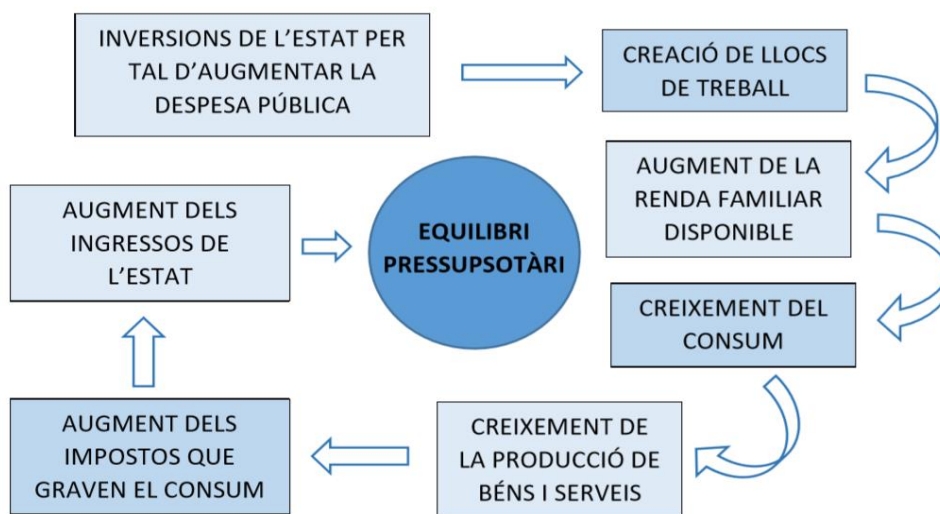 INVERSIONS DE L'ESTAT PER
TAL D'AUGMENTAR LA
DESPESA PÚBLICA
CREACIÓ DE LLOCS
DE TREBALL
AUGMENT DE LA
RENDA FAMILIAR
DISPONIBLE
CREIXEMENT DEL
CONSUM
CREIXEMENT DE
LA PRODUCCIÓ DE
BÉNS I SERVEIS
AUGMENT DELS
IMPOSTOS QUE
GRAVEN EL CONSUM
AUGMENT DELS
INGRESSOS DE
L'ESTAT
EQUILIBRI
PRESSUPSOTÀRI